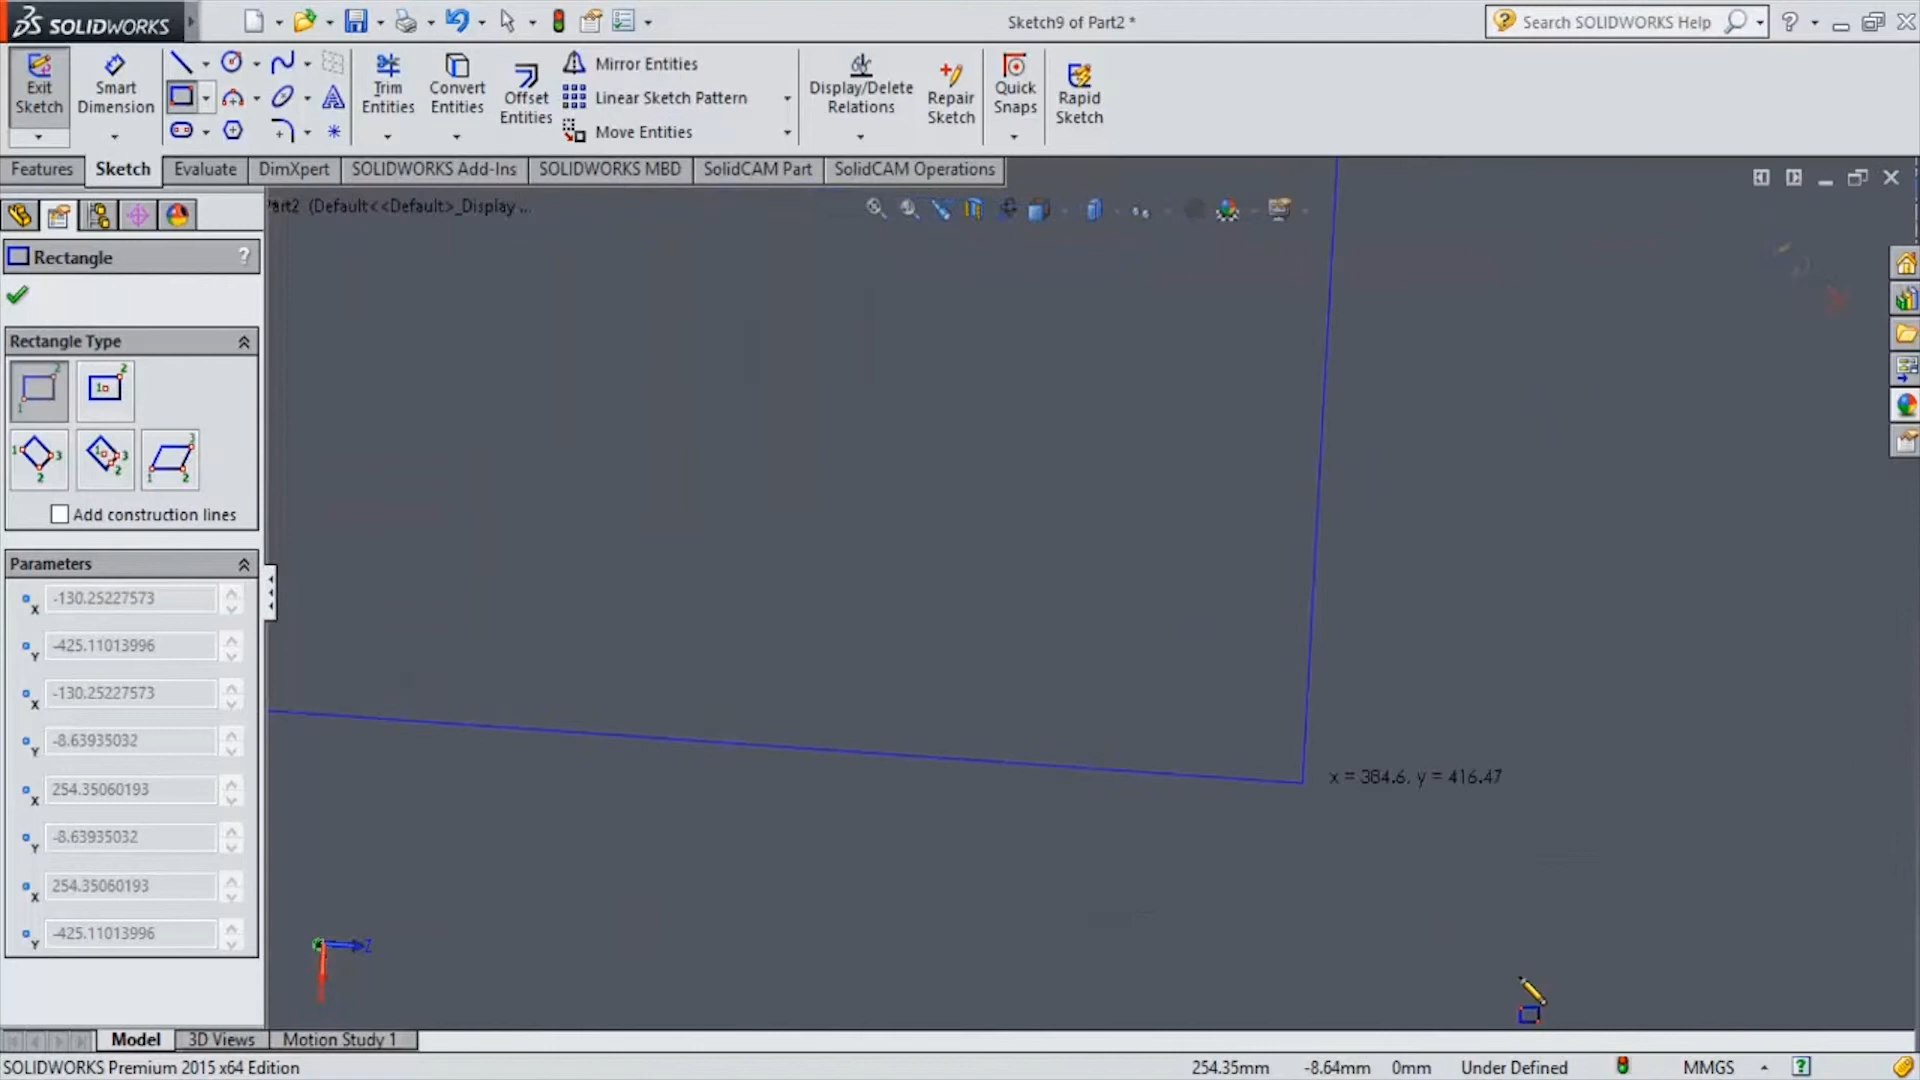 SOLIDWORKS
Sketch9 of Part2 *
Search SOLIDWORKS Help
Exit Sketch
Smart Dimension
Trim Entities
Convert Entities
Offset Entities
Mirror Entities
Linear Sketch Pattern
Move Entities
Display/Delete Relations
Repair Sketch
Quick Snaps
Rapid Sketch
Features
Sketch
Evaluate
DimXpert
SOLIDWORKS Add-Ins
SOLIDWORKS MBD
SolidCAM Part
SolidCAM Operations
Part2 (Default<<Default>_Display ...
Rectangle
?
Rectangle Type
Add construction lines
Parameters
X -130.25227573
Y -425.11013996
X -130.25227573
Y -8.63935032
X 254.35060193
Y -8.63935032
X 254.35060193
Y -425.11013996
x = 384.6, y = 416.47
Z
Model
3D Views
Motion Study 1
SOLIDWORKS Premium 2015 x64 Edition
254.35mm
-8.64mm
0mm
Under Defined
MMGS
?